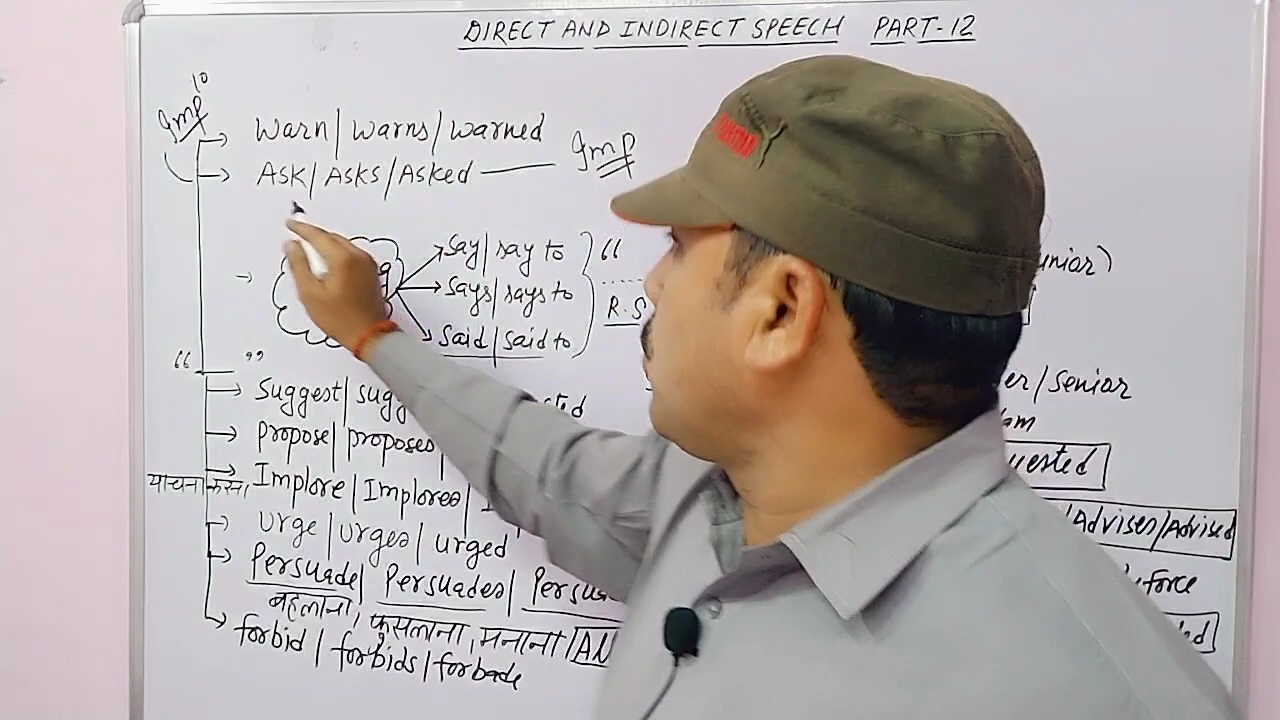 DIRECT AND INDIRECT SPEECH PART-12
Imp 10
Warn/warns/warned
Ask/Asks/Asked — Imp
Say/say to
Says/says to
Said/said to
R.S
unior)
“ ”
Suggest/sugg
sted
er/senior
propose/proposes/
am
याचना करना
Implore/Implores/I
uested
urge/urges/urged
/Advises/Advised
Persuade/Persuades/Persua
force
बहलाना, फुसलाना, मनाना
forbid/forbids/forbade